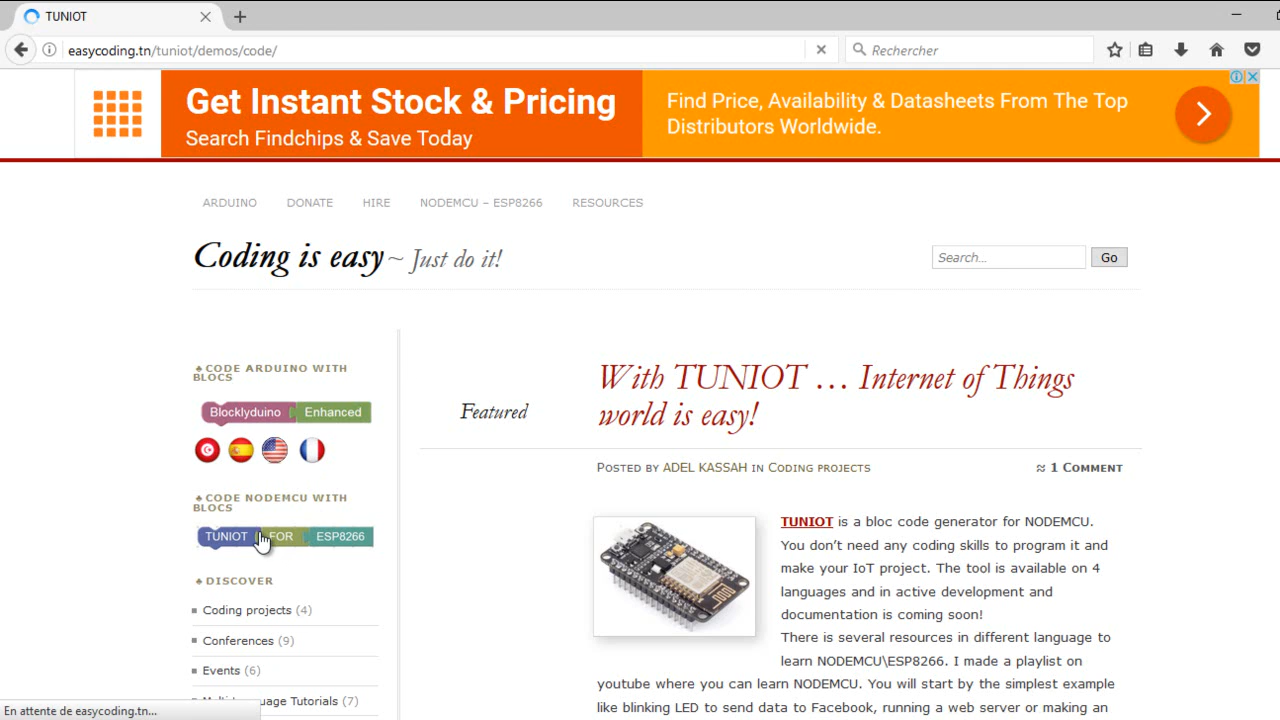 TUNIOT
easycoding.tn/tuniot/demos/code/
Rechercher
Get Instant Stock & Pricing
Search Findchips & Save Today
Find Price, Availability & Datasheets From The Top
Distributors Worldwide.
ARDUINO DONATE HIRE NODEMCU – ESP8266 RESOURCES
Coding is easy ~ Just do it!
Search...
Go
♠ CODE ARDUINO WITH
BLOCS
Blocklyduino Enhanced
♠ CODE NODEMCU WITH
BLOCS
TUNIOT FOR ESP8266
♠ DISCOVER
Coding projects (4)
Conferences (9)
Events (6)
Language Tutorials (7)
Featured
With TUNIOT ... Internet of Things
world is easy!
POSTED BY ADEL KASSAH IN CODING PROJECTS
≈ 1 COMMENT
TUNIOT is a bloc code generator for NODEMCU.
You don’t need any coding skills to program it and
make your IoT project. The tool is available on 4
languages and in active development and
documentation is coming soon!
There is several resources in different language to
learn NODEMCU\ESP8266. I made a playlist on
youtube where you can learn NODEMCU. You will start by the simplest example
like blinking LED to send data to Facebook, running a web server or making an
En attente de easycoding.tn...